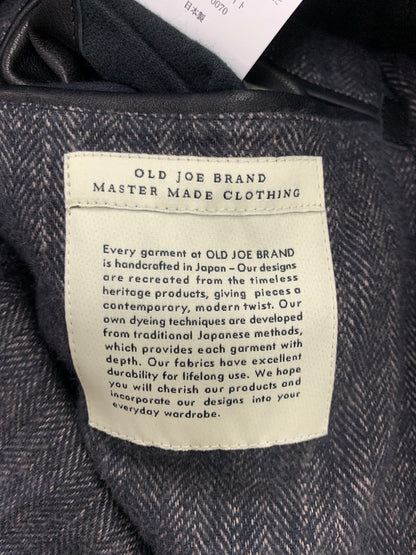 イト
0070
日本製
OLD JOE BRAND
MASTER MADE CLOTHING
Every garment at OLD JOE BRAND
is handcrafted in Japan – Our designs
are recreated from the timeless
heritage products, giving pieces a
contemporary, modern twist. Our
own dyeing techniques are developed
from traditional Japanese methods,
which provides each garment with
depth. Our fabrics have excellent
durability for lifelong use. We hope
you will cherish our products and
incorporate our designs into your
everyday wardrobe.